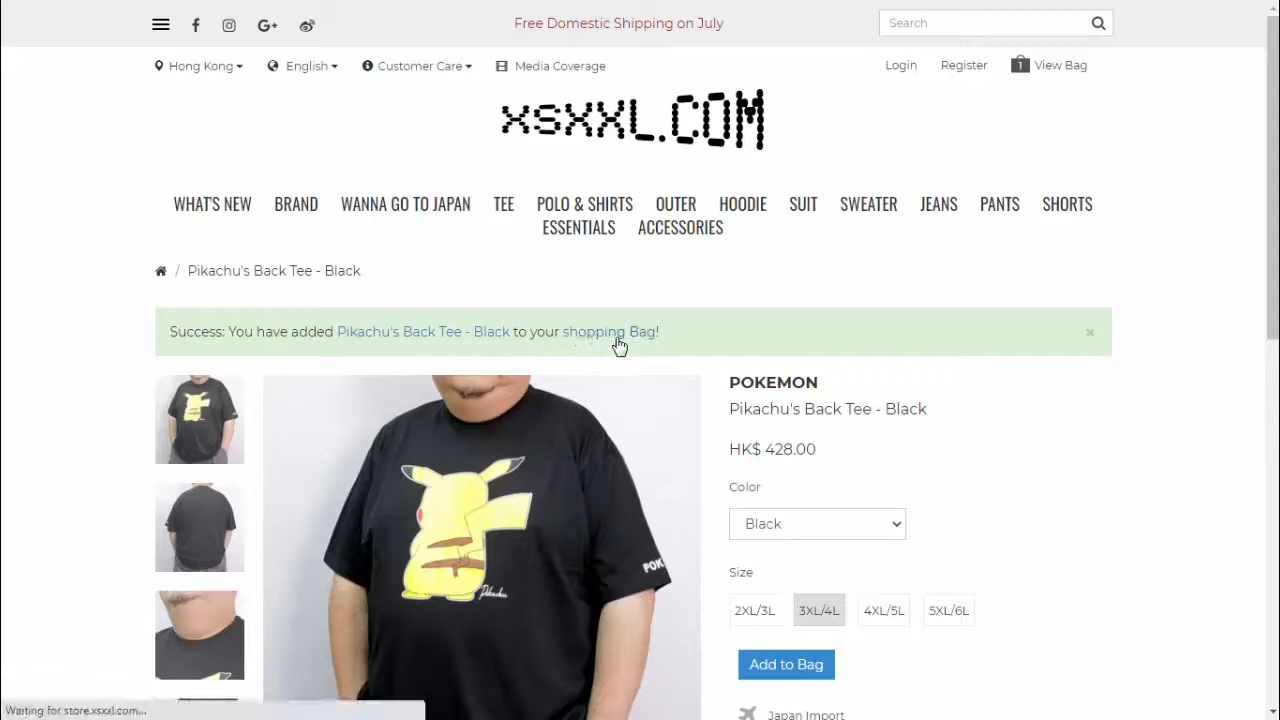 Free Domestic Shipping on July
Search
Hong Kong
English
Customer Care
Media Coverage
Login
Register
1
View Bag
xsxxL.COM
WHAT'S NEW
BRAND
WANNA GO TO JAPAN
TEE
POLO & SHIRTS
OUTER
HOODIE
SUIT
SWEATER
JEANS
PANTS
SHORTS
ESSENTIALS
ACCESSORIES
/ Pikachu's Back Tee - Black
Success: You have added Pikachu's Back Tee - Black to your shopping Bag!
×
POKEMON
Pikachu's Back Tee - Black
HK$ 428.00
Color
Black
Size
2XL/3L
3XL/4L
4XL/5L
5XL/6L
Add to Bag
Japan Import
Pikachu
POK
Waiting for store.xsxxl.com...